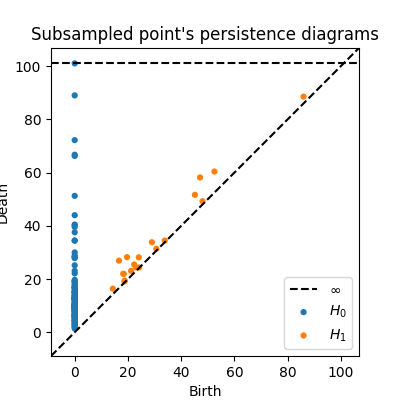 Subsampled point's persistence diagrams
Death
100
80
60
40
20
0
0 20 40 60 80 100
Birth
∞
H₀
H₁